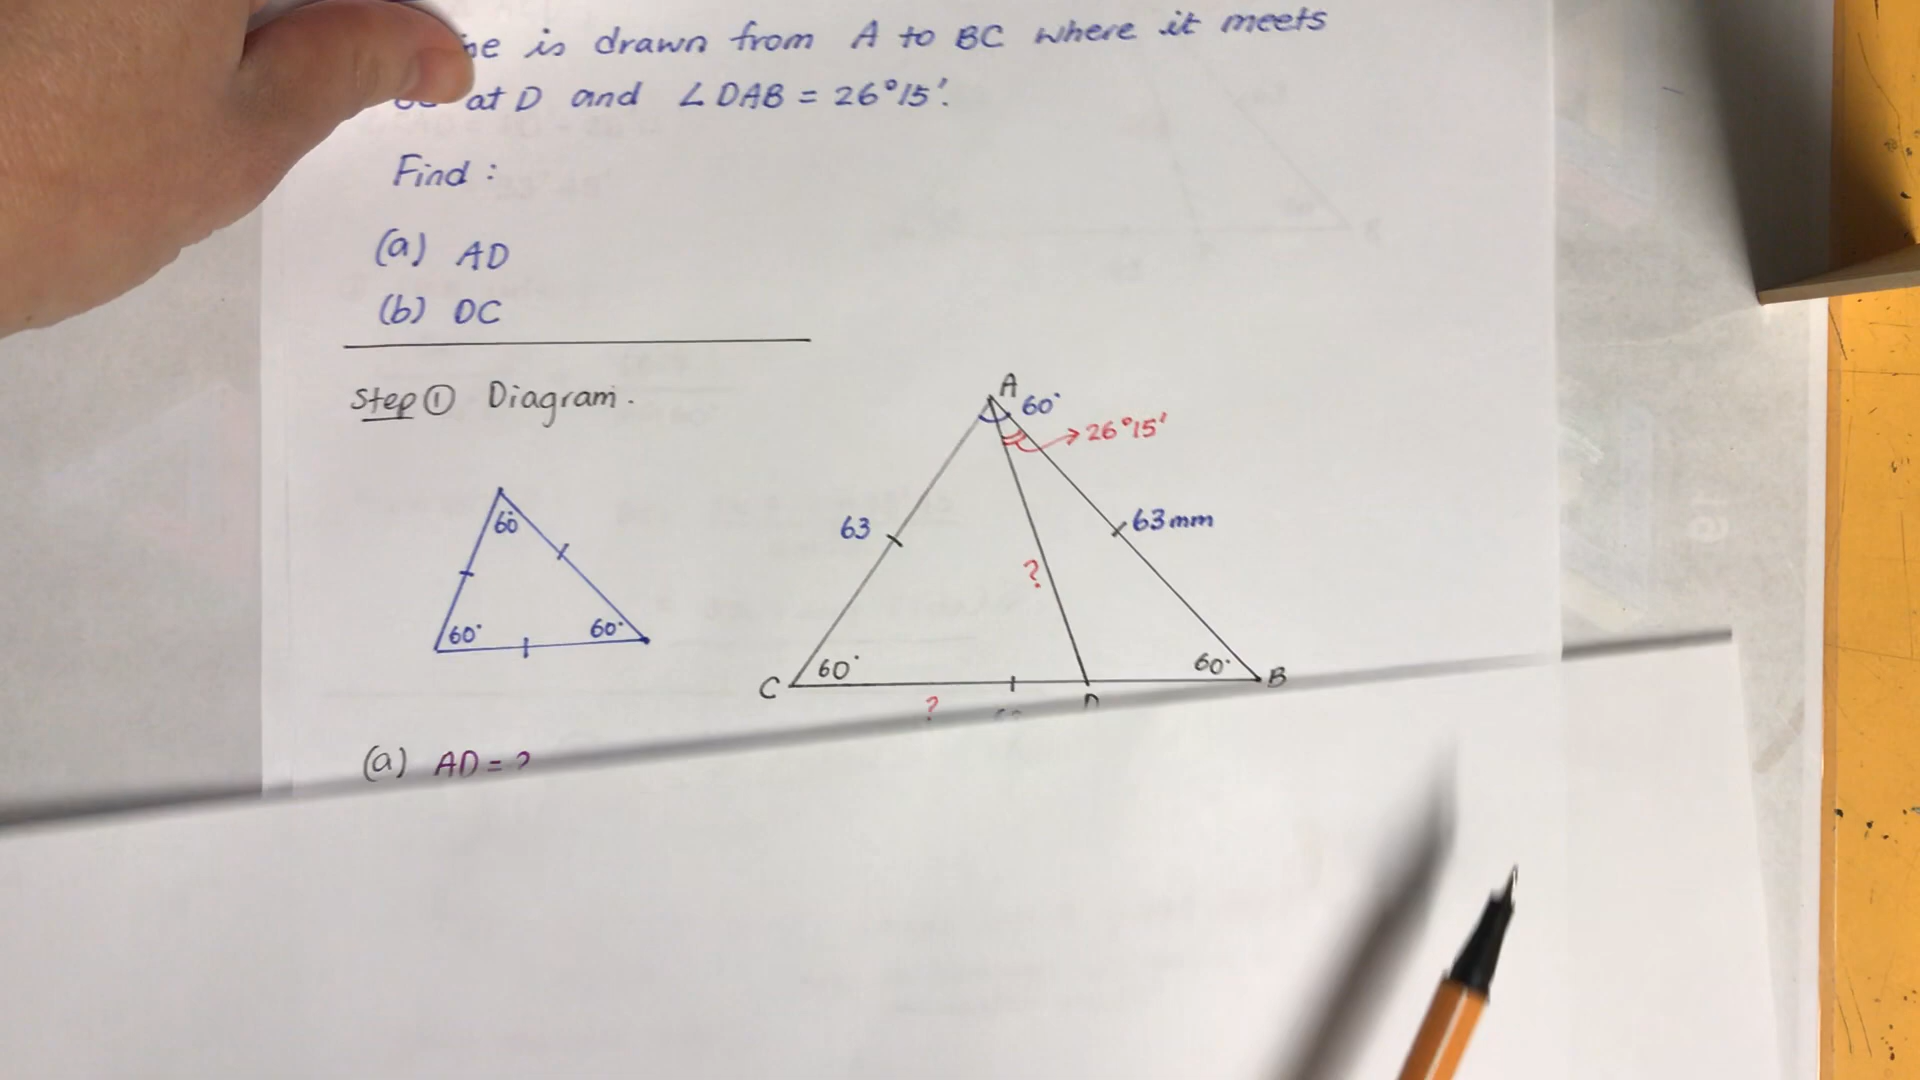 is drawn from A to BC where it meets
at D and ∠DAB = 26°15'.
Find :
(a) AD
(b) DC
Step ① Diagram.
A
60°
26°15'
60
63
63mm
?
60°
60°
60°
60°
C
B
?
(a) AD = ?